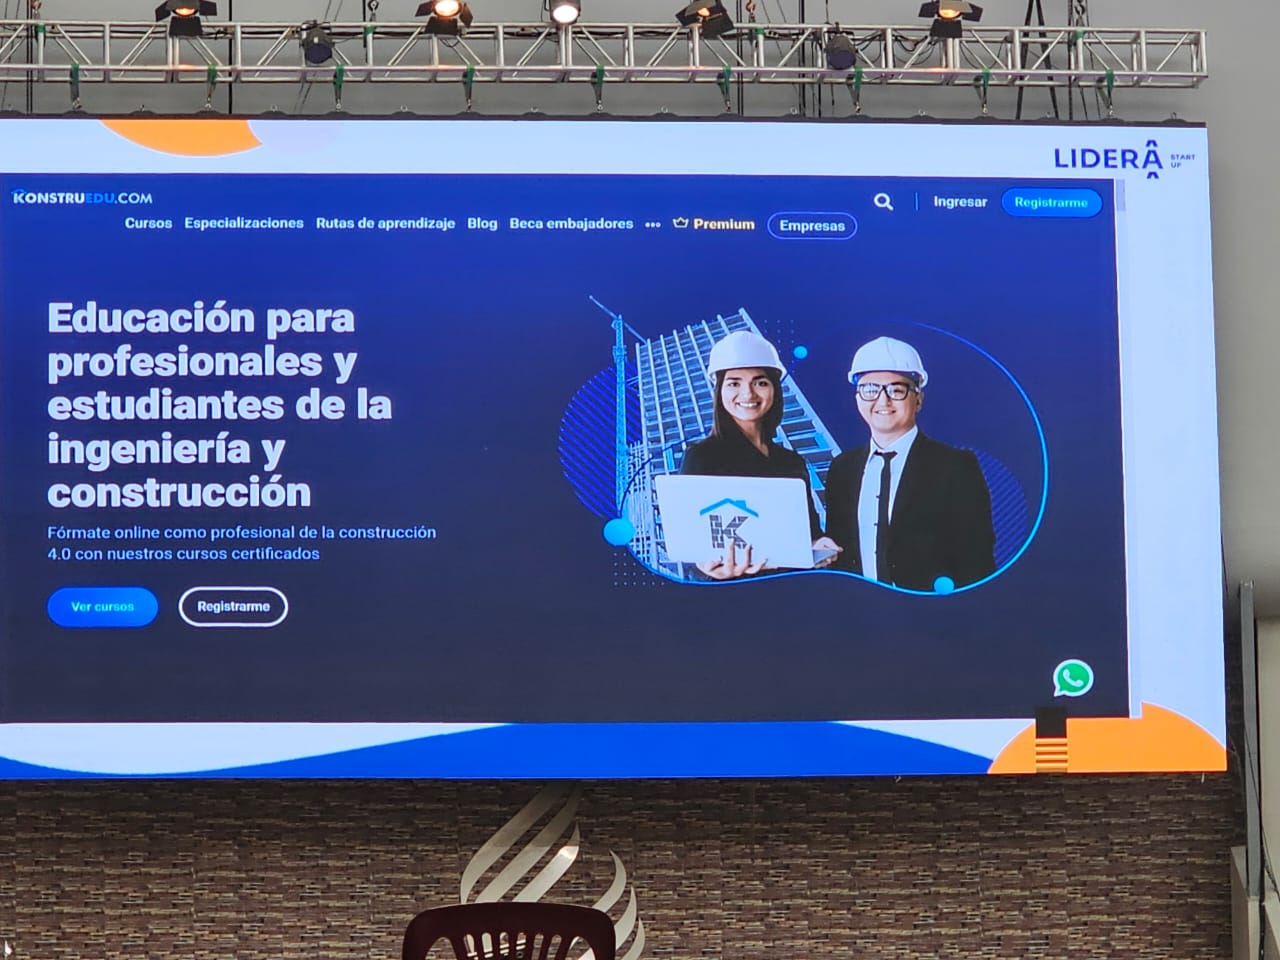 LIDERÂ START
UP
KONSTRUEDU.COM
Ingresar Registrarme
Cursos Especializaciones Rutas de aprendizaje Blog Beca embajadores ••• Premium Empresas
Educación para
profesionales y
estudiantes de la
ingeniería y
construcción
Fórmate online como profesional de la construcción
4.0 con nuestros cursos certificados
Ver cursos Registrarme
K